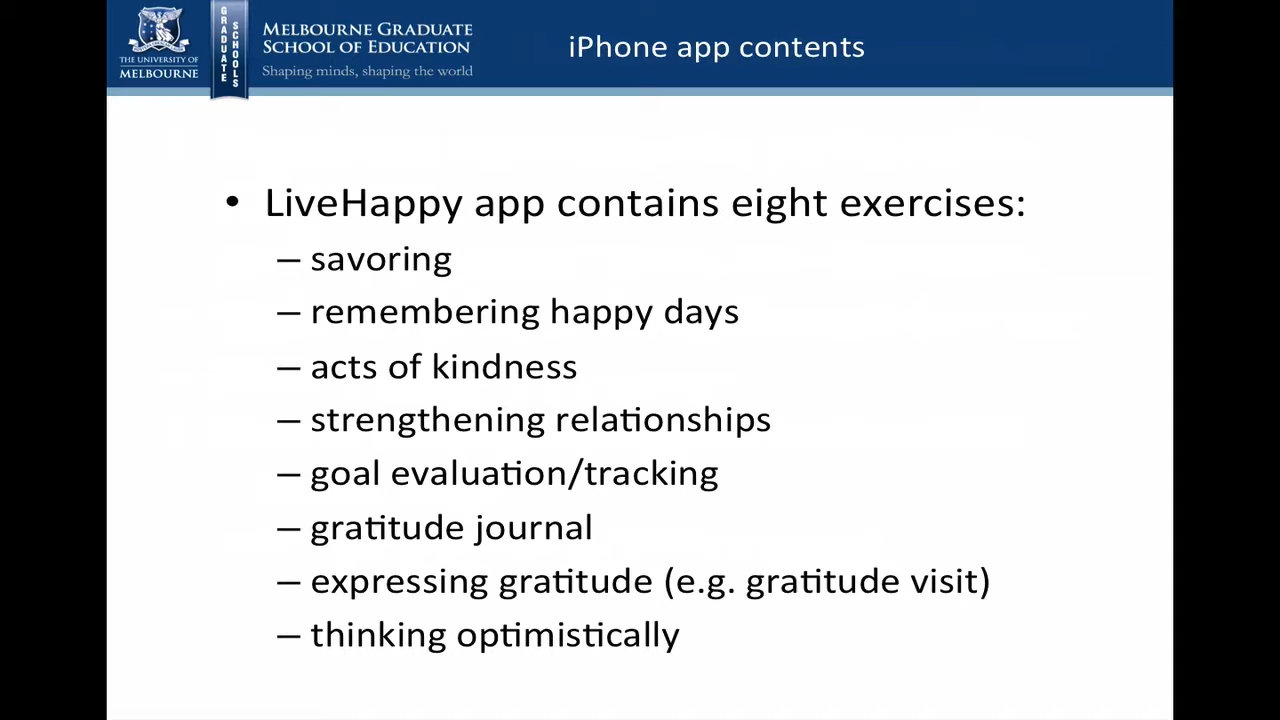 THE UNIVERSITY OF
MELBOURNE
GRADUATE
SCHOOLS
MELBOURNE GRADUATE
SCHOOL OF EDUCATION
Shaping minds, shaping the world
iPhone app contents
• LiveHappy app contains eight exercises:
– savoring
– remembering happy days
– acts of kindness
– strengthening relationships
– goal evaluation/tracking
– gratitude journal
– expressing gratitude (e.g. gratitude visit)
– thinking optimistically